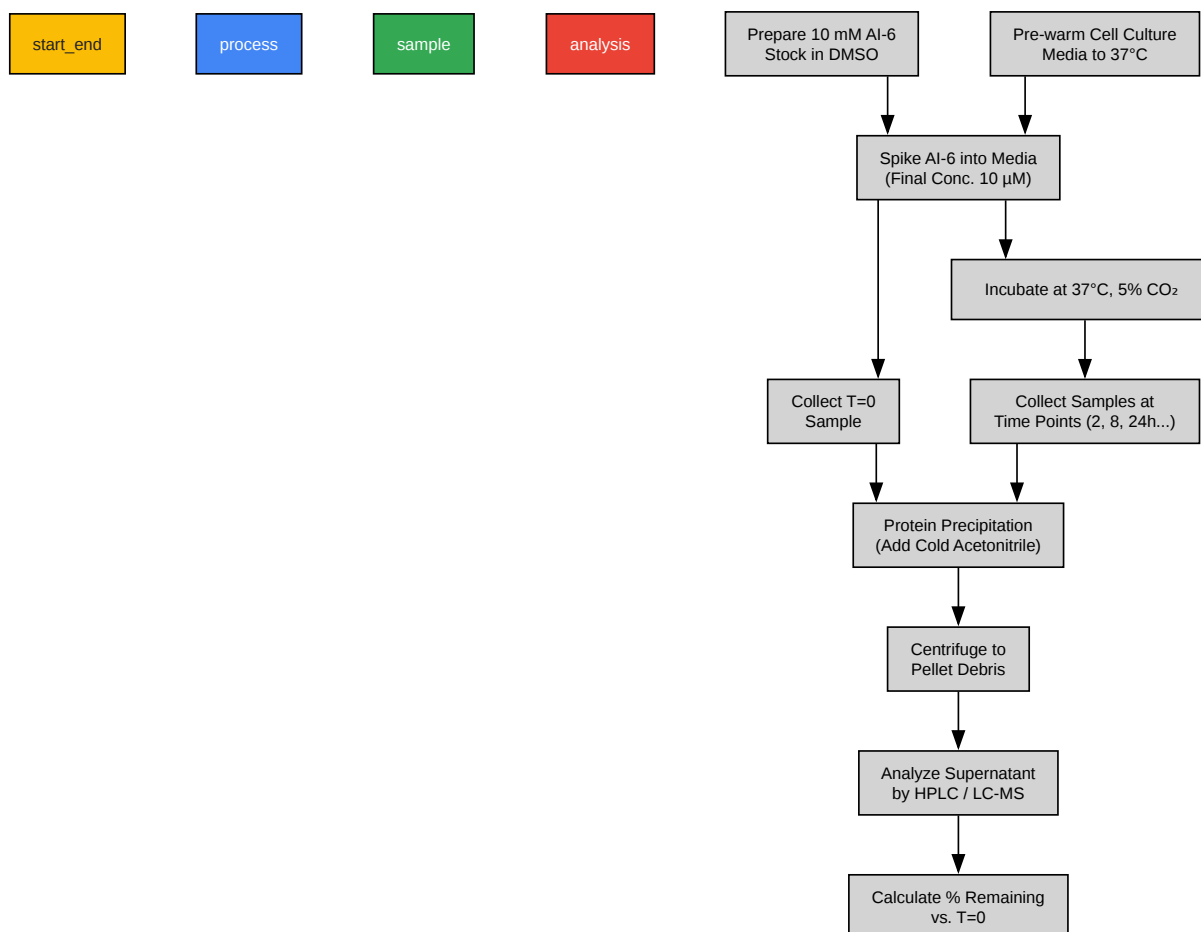 start_end
process
sample
analysis
Prepare 10 mM AI-6
Stock in DMSO
Pre-warm Cell Culture
Media to 37°C
Spike AI-6 into Media
(Final Conc. 10 µM)
Incubate at 37°C, 5% CO₂
Collect T=0
Sample
Collect Samples at
Time Points (2, 8, 24h...)
Protein Precipitation
(Add Cold Acetonitrile)
Centrifuge to
Pellet Debris
Analyze Supernatant
by HPLC / LC-MS
Calculate % Remaining
vs. T=0